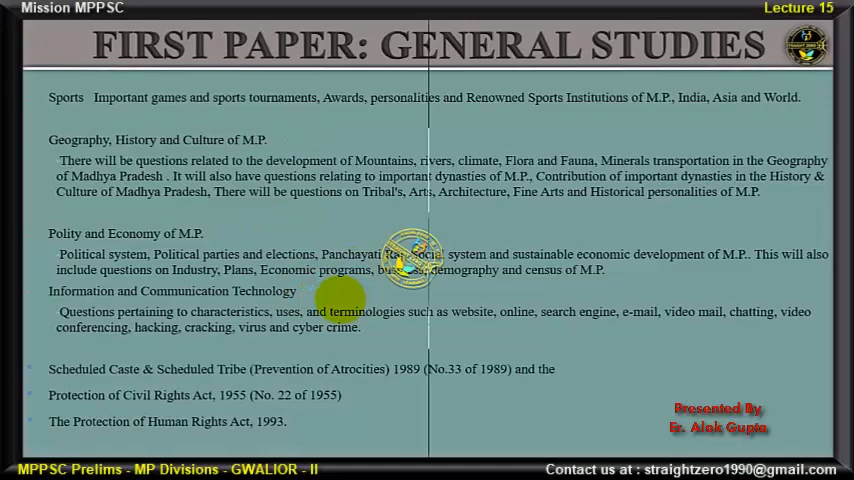 Mission MPPSC
Lecture 15
FIRST PAPER: GENERAL STUDIES
Sports Important games and sports tournaments, Awards, personalities and Renowned Sports Institutions of M.P., India, Asia and World.
Geography, History and Culture of M.P.
There will be questions related to the development of Mountains, rivers, climate, Flora and Fauna, Minerals transportation in the Geography
of Madhya Pradesh . It will also have questions relating to important dynasties of M.P., Contribution of important dynasties in the History &
Culture of Madhya Pradesh, There will be questions on Tribal's, Arts, Architecture, Fine Arts and Historical personalities of M.P.
Polity and Economy of M.P.
Political system, Political parties and elections, Panchayati system and sustainable economic development of M.P.. This will also
include questions on Industry, Plans, Economic programs, demography and census of M.P.
Information and Communication Technology
Questions pertaining to characteristics, uses, and terminologies such as website, online, search engine, e-mail, video mail, chatting, video
conferencing, hacking, cracking, virus and cyber crime.
Scheduled Caste & Scheduled Tribe (Prevention of Atrocities) 1989 (No.33 of 1989) and the
Protection of Civil Rights Act, 1955 (No. 22 of 1955)
The Protection of Human Rights Act, 1993.
Presented By
Er. Alok Gupta
MPPSC Prelims - MP Divisions - GWALIOR - II
Contact us at : straightzero1990@gmail.com